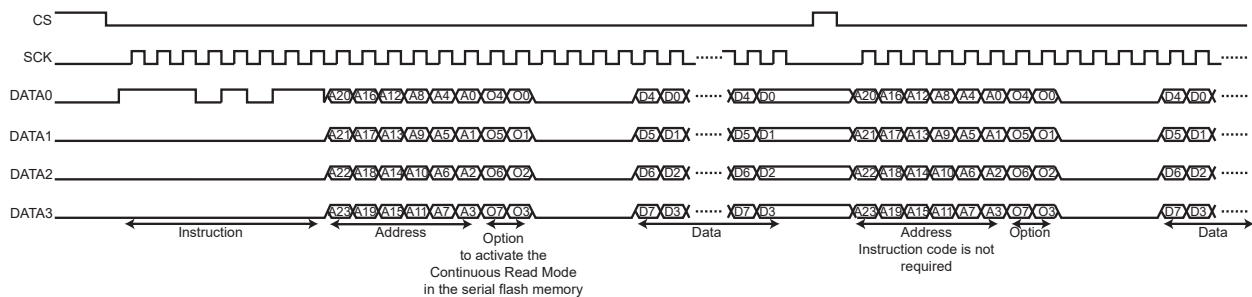 CS
SCK
DATA0 A20 A16 A12 A8 A4 A0 O4 O0 D4 D0 ...... D4 D0 A20 A16 A12 A8 A4 A0 O4 O0 D4 D0 ......
DATA1 A21 A17 A13 A9 A5 A1 O5 O1 D5 D1 ...... D5 D1 A21 A17 A13 A9 A5 A1 O5 O1 D5 D1 ......
DATA2 A22 A18 A14 A10 A6 A2 O6 O2 D6 D2 ...... D6 D2 A22 A18 A14 A10 A6 A2 O6 O2 D6 D2 ......
DATA3 A23 A19 A15 A11 A7 A3 O7 O3 D7 D3 ...... D7 D3 A23 A19 A15 A11 A7 A3 O7 O3 D7 D3 ......
Instruction Address Option Data Address Option Data
to activate the
Continuous Read Mode
in the serial flash memory
Instruction code is not
required